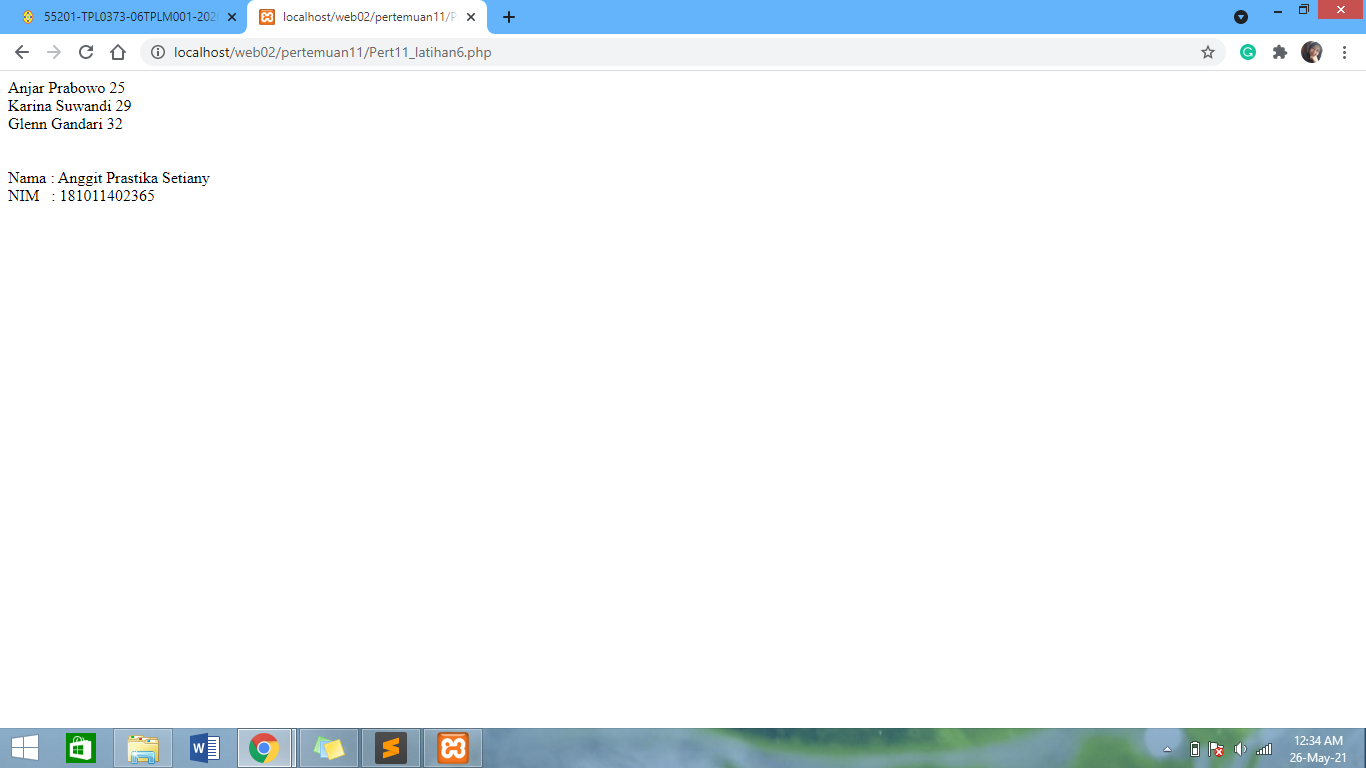 55201-TPL0373-06TPLM001-202
localhost/web02/pertemuan11/P
localhost/web02/pertemuan11/Pert11_latihan6.php
Anjar Prabowo 25
Karina Suwandi 29
Glenn Gandari 32
Nama : Anggit Prastika Setiany
NIM : 181011402365
12:34 AM
26-May-21